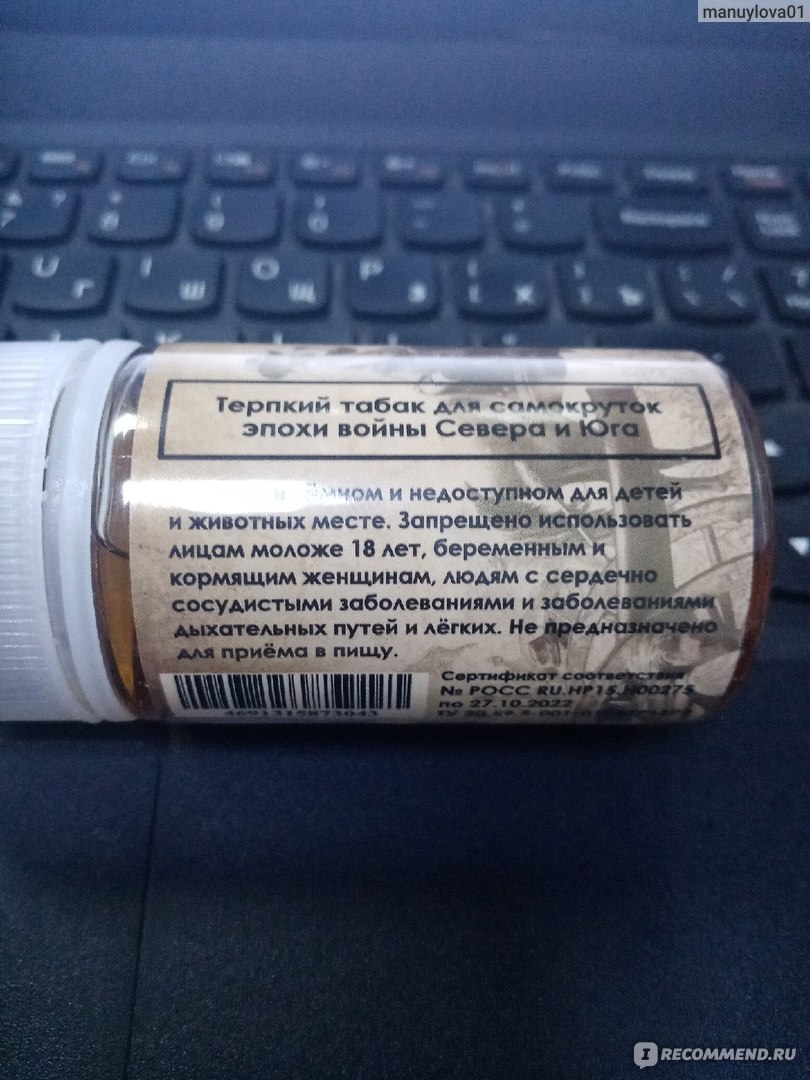 manuylova01
Терпкий табак для самокруток
эпохи войны Севера и Юга
и недоступном для детей
и животных месте. Запрещено использовать
лицам моложе 18 лет, беременным и
кормящим женщинам, людям с сердечно
сосудистыми заболеваниями и заболеваниями
дыхательных путей и лёгких. Не предназначено
для приёма в пищу.
Сертификат соответствия
№ РОСС RU.НР15.Н00275
по 27.10.2022
4691315873043
U Г
I Ш
O Щ
P З
Х
Ъ
IRECOMMEND.RU